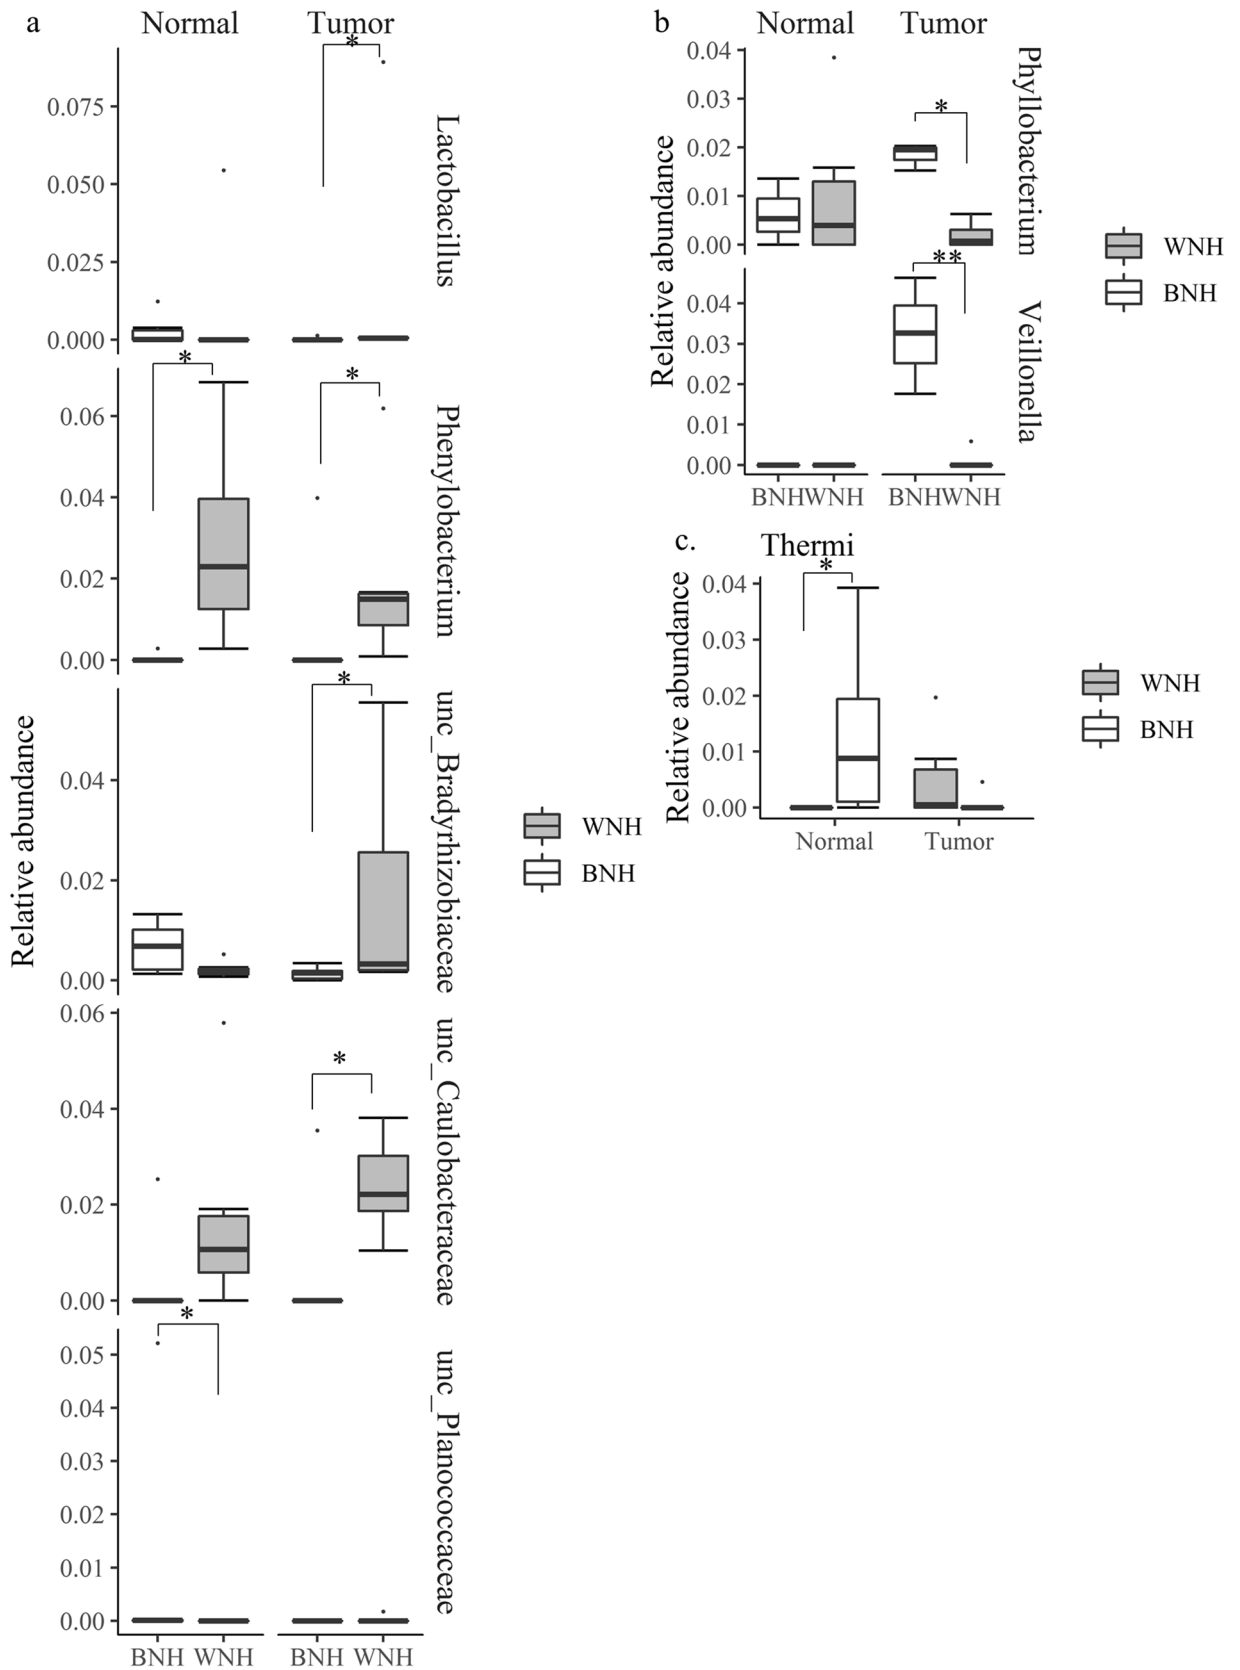 a
Normal Tumor
*
0.075
0.050
0.025
0.000
Lactobacillus
* *
0.06
0.04
0.02
0.00
Phenylobacterium
*
0.04
0.02
0.00
unc_Bradyrhizobiaceae
*
0.06
0.04
0.02
0.00
unc_Caulobacteraceae
*
0.05
0.04
0.03
0.02
0.01
0.00
unc_Planococcaceae
BNH WNH BNH WNH
Relative abundance
WNH
BNH
b
Normal Tumor
*
0.04
0.03
0.02
0.01
0.00
Phyllobacterium
**
0.04
0.03
0.02
0.01
0.00
Veillonella
BNH WNH BNH WNH
Relative abundance
WNH
BNH
c.
Thermi
*
0.04
0.03
0.02
0.01
0.00
Relative abundance
Normal Tumor
WNH
BNH